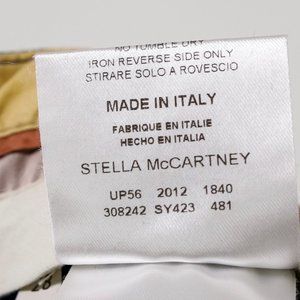 NO TUMBLE DRY
IRON REVERSE SIDE ONLY
STIRARE SOLO A ROVESCIO
MADE IN ITALY
FABRIQUE EN ITALIE
HECHO EN ITALIA
STELLA McCARTNEY
UP56 2012 1840
308242 SY423 481